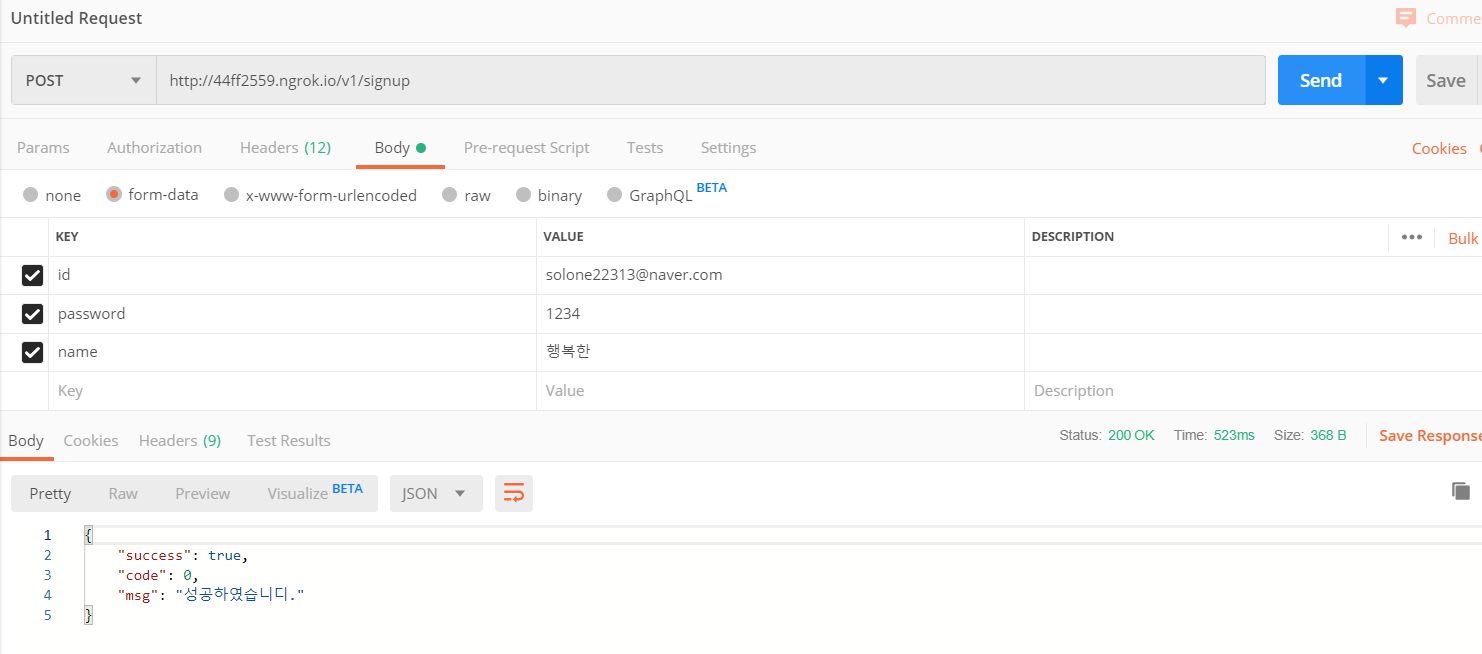 Untitled Request
Comme
POST http://44ff2559.ngrok.io/v1/signup Send Save
Params Authorization Headers (12) Body Pre-request Script Tests Settings Cookies
none form-data x-www-form-urlencoded raw binary GraphQL BETA
KEY VALUE DESCRIPTION ••• Bulk
id solone22313@naver.com
password 1234
name 행복한
Key Value Description
Body Cookies Headers (9) Test Results Status: 200 OK Time: 523ms Size: 368 B Save Response
Pretty Raw Preview Visualize BETA JSON
1 {
2 "success": true,
3 "code": 0,
4 "msg": "성공하였습니디."
5 }